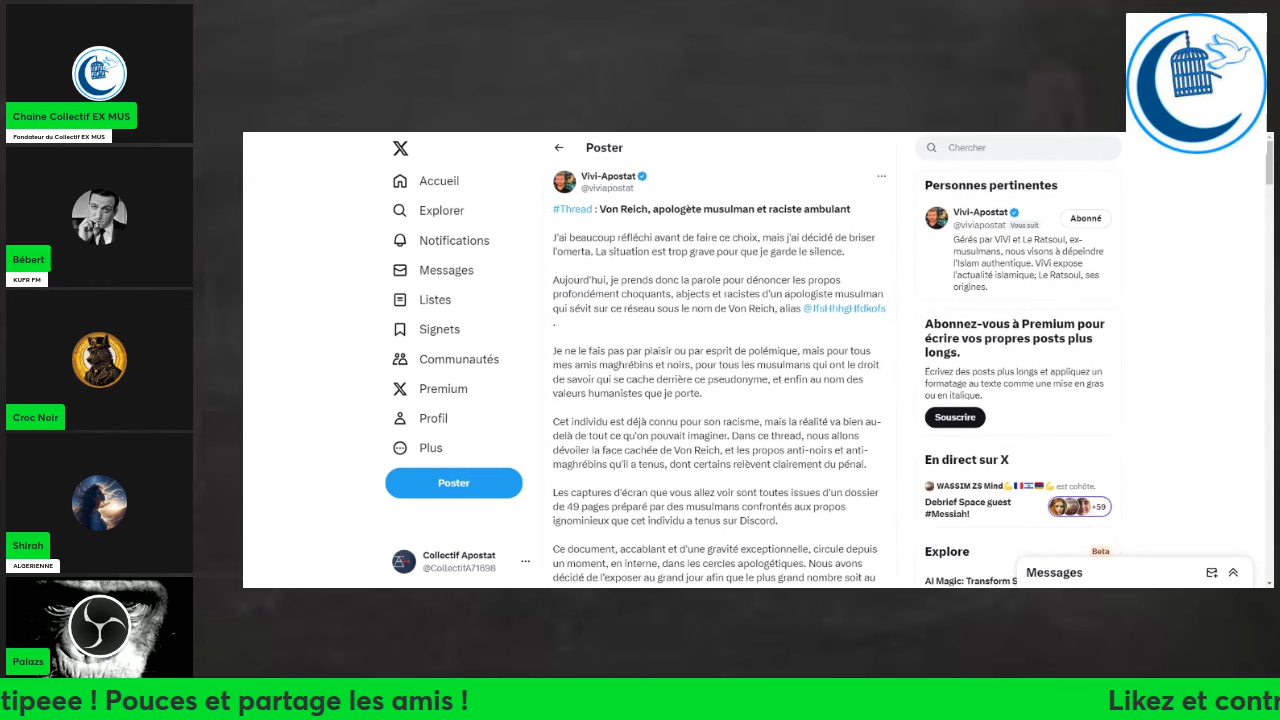 Chaine Collectif EX MUS
Fondateur du Collectif EX MUS
Bébert
KUFR FM
Croc Noir
Shirah
ALGERIENNE
Palazs
Accueil
Explorer
Notifications
Messages
Listes
Signets
Communautés
Premium
Profil
Plus
Poster
Collectif Apostat
@CollectifA71698
Poster
Vivi-Apostat
@viviapostat
#Thread : Von Reich, apologète musulman et raciste ambulant
J'ai beaucoup réfléchi avant de faire ce choix, mais j'ai décidé de briser
l'omerta. La situation est trop grave pour que je garde le silence.
Aujourd'hui, je prends donc la parole pour dénoncer les propos
profondément choquants, abjects et racistes d'un apologiste musulman
qui sévit sur ce réseau sous le nom de Von Reich, alias @JfsHhhgHfdkofs
.
Je ne le fais pas par plaisir ou par esprit de polémique, mais pour tous
mes amis maghrébins et noirs, pour tous les musulmans qui ont le droit
de savoir qui se cache derrière ce pseudonyme, et enfin au nom des
valeurs humanistes que je porte.
Cet individu est déjà connu pour son racisme, mais la réalité va bien au-
delà de tout ce qu'on pouvait imaginer. Dans ce thread, nous allons
dévoiler la face cachée de Von Reich, et les propos anti-noirs et anti-
maghrébins qu'il a tenus, dont certains relèvent clairement du pénal.
Les captures d'écran que vous allez voir sont toutes issues d'un dossier
de 49 pages préparé par des musulmans confrontés aux propos
ignominieux que cet individu a tenus sur Discord.
Ce document, accablant et d'une gravité exceptionnelle, circule depuis
un moment, en interne, dans les cercles apologétiques. Nous avons
décidé de l'exposer au grand jour afin que le plus grand nombre soit au
Chercher
Personnes pertinentes
Vivi-Apostat
@viviapostat Vous suit
Abonné
Gérés par ViVi et Le Ratsoul, ex-
musulmans, nous visons à dépeindre
l'Islam authentique. ViVi expose
l'actualité islamique; Le Ratsoul, ses
origines.
Abonnez-vous à Premium pour
écrire vos propres posts plus
longs.
Écrivez des posts plus longs et appliquez un
formatage au texte comme une mise en gras
ou en italique.
Souscrire
En direct sur X
WASSIM ZS Mind est cohôte.
Debrief Space guest
#Messiah!
+59
Explore
Beta
AI Magic: Transform S
Messages
tipeee ! Pouces et partage les amis !
Likez et contr